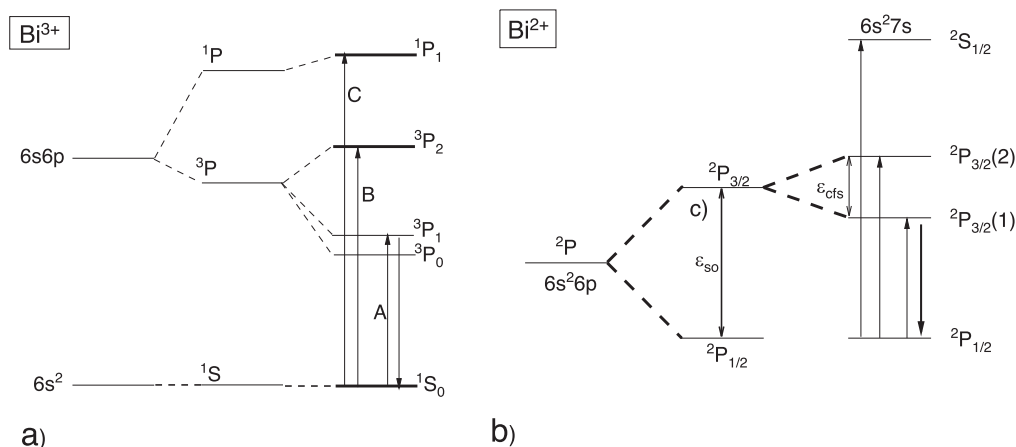 Bi³⁺
¹P
¹P₁
C
6s6p
³P
³P₂
B
³P₁
³P₀
A
6s²
¹S
¹S₀
a)
Bi²⁺
6s²7s
²S₁/₂
²P₃/₂
²P₃/₂(2)
c)
εcfs
²P₃/₂(1)
²P
6s²6p
εso
²P₁/₂
²P₁/₂
b)